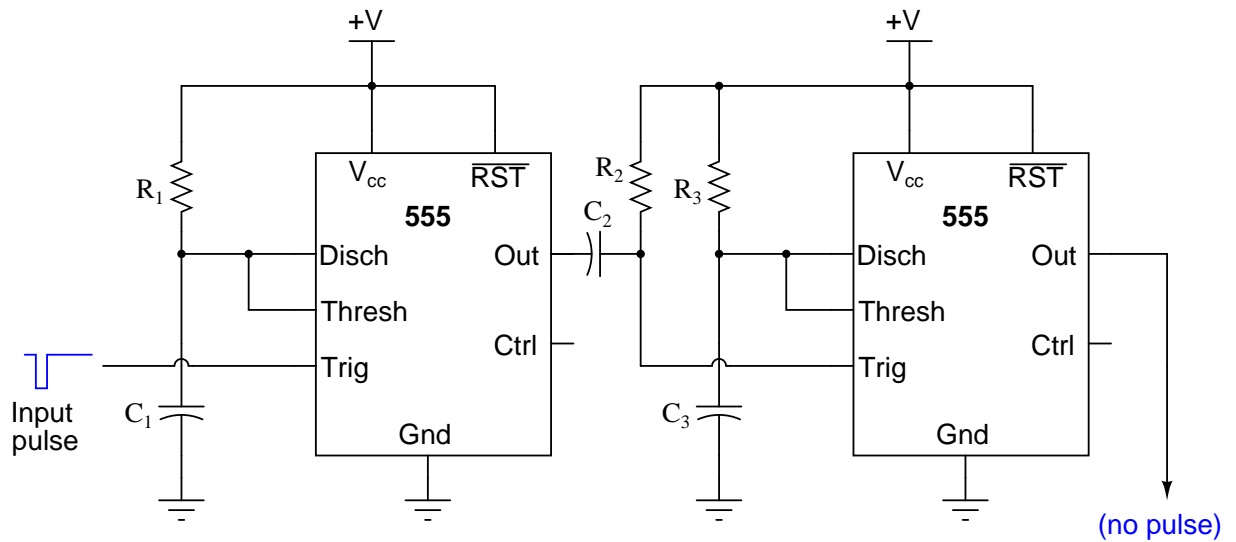 +V
+V
Vcc
RST
R2
Vcc
RST
R1
R3
555
C2
555
Disch
Out
Disch
Out
Thresh
Thresh
Ctrl
Ctrl
Trig
Trig
Input
pulse
C1
C3
Gnd
Gnd
(no pulse)